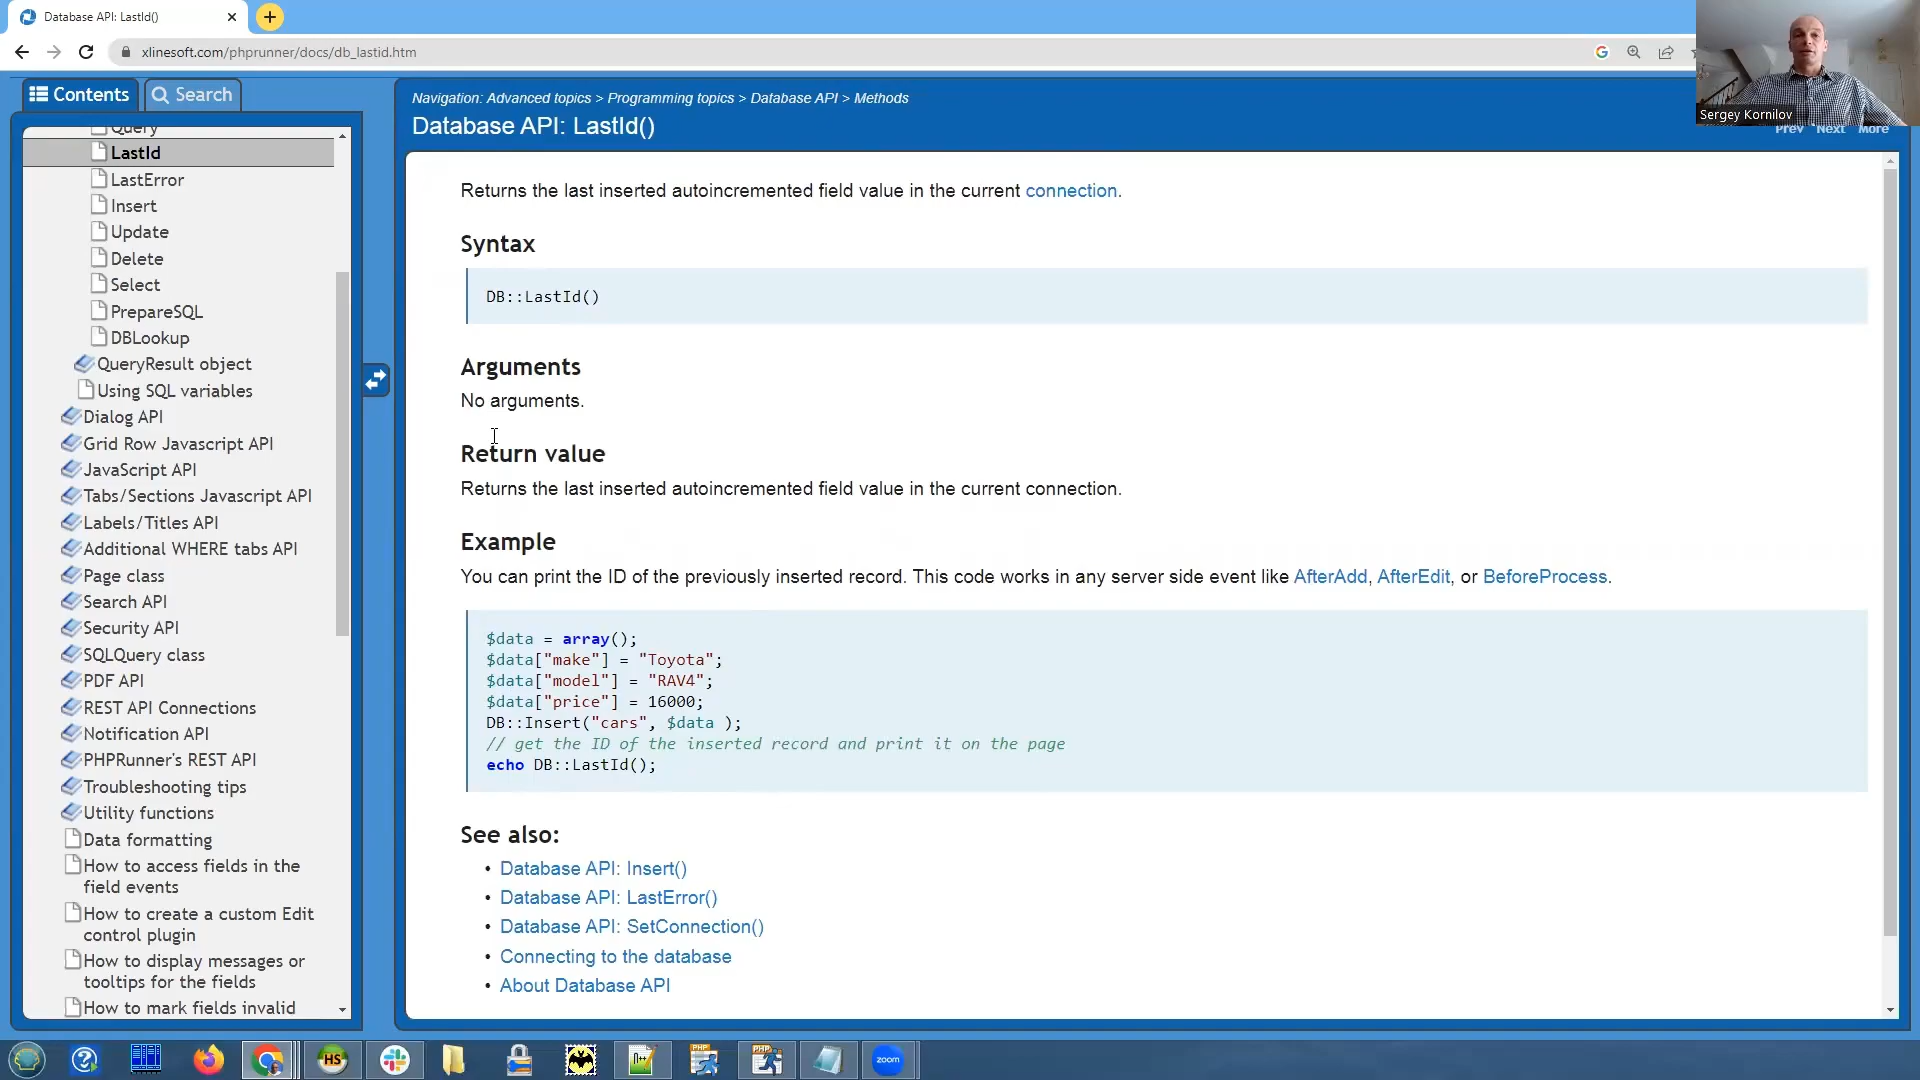 Database API: LastId()
xlinesoft.com/phprunner/docs/db_lastid.htm
Contents
Search
Query
LastId
LastError
Insert
Update
Delete
Select
PrepareSQL
DBLookup
QueryResult object
Using SQL variables
Dialog API
Grid Row Javascript API
JavaScript API
Tabs/Sections Javascript API
Labels/Titles API
Additional WHERE tabs API
Page class
Search API
Security API
SQLQuery class
PDF API
REST API Connections
Notification API
PHPRunner's REST API
Troubleshooting tips
Utility functions
Data formatting
How to access fields in the
field events
How to create a custom Edit
control plugin
How to display messages or
tooltips for the fields
How to mark fields invalid
Navigation: Advanced topics > Programming topics > Database API > Methods
Database API: LastId()
Sergey Kornilov
Prev Next More
Returns the last inserted autoincremented field value in the current connection.
Syntax
DB::LastId()
Arguments
No arguments.
Return value
Returns the last inserted autoincremented field value in the current connection.
Example
You can print the ID of the previously inserted record. This code works in any server side event like AfterAdd, AfterEdit, or BeforeProcess.
$data = array();
$data["make"] = "Toyota";
$data["model"] = "RAV4";
$data["price"] = 16000;
DB::Insert("cars", $data );
// get the ID of the inserted record and print it on the page
echo DB::LastId();
See also:
• Database API: Insert()
• Database API: LastError()
• Database API: SetConnection()
• Connecting to the database
• About Database API
HS
PHP
PHP
zoom